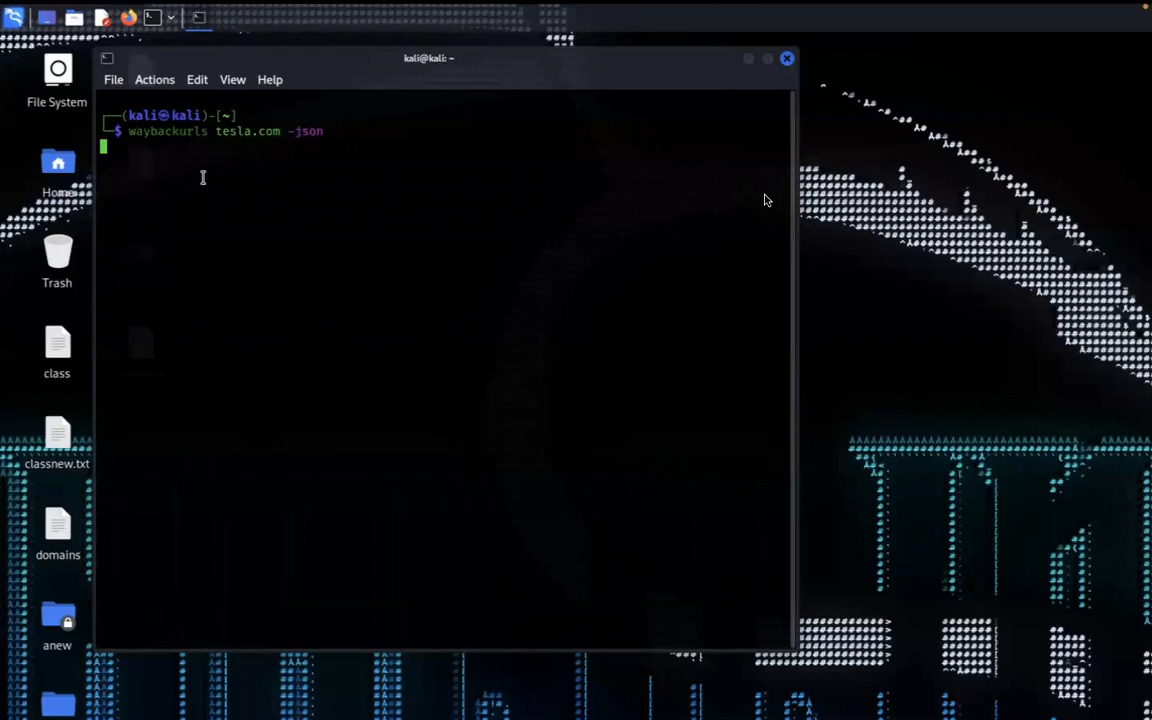 kali@kali: ~
File Actions Edit View Help
┌──(kali㉿kali)-[~]
└─$ waybackurls tesla.com -json
File System
Home
Trash
class
classnew.txt
domains
anew